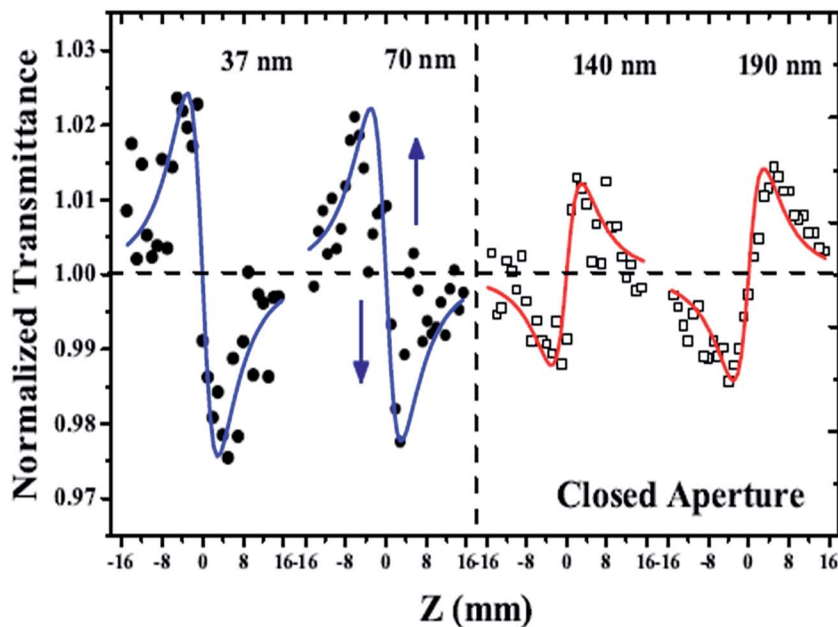 37 nm 70 nm 140 nm 190 nm
1.03
1.02
1.01
1.00
0.99
0.98
0.97
Normalized Transmittance
Closed Aperture
-16 -8 0 8 16 -16 -8 0 8 16 -16 -8 0 8 16 -16 -8 0 8 16
Z (mm)